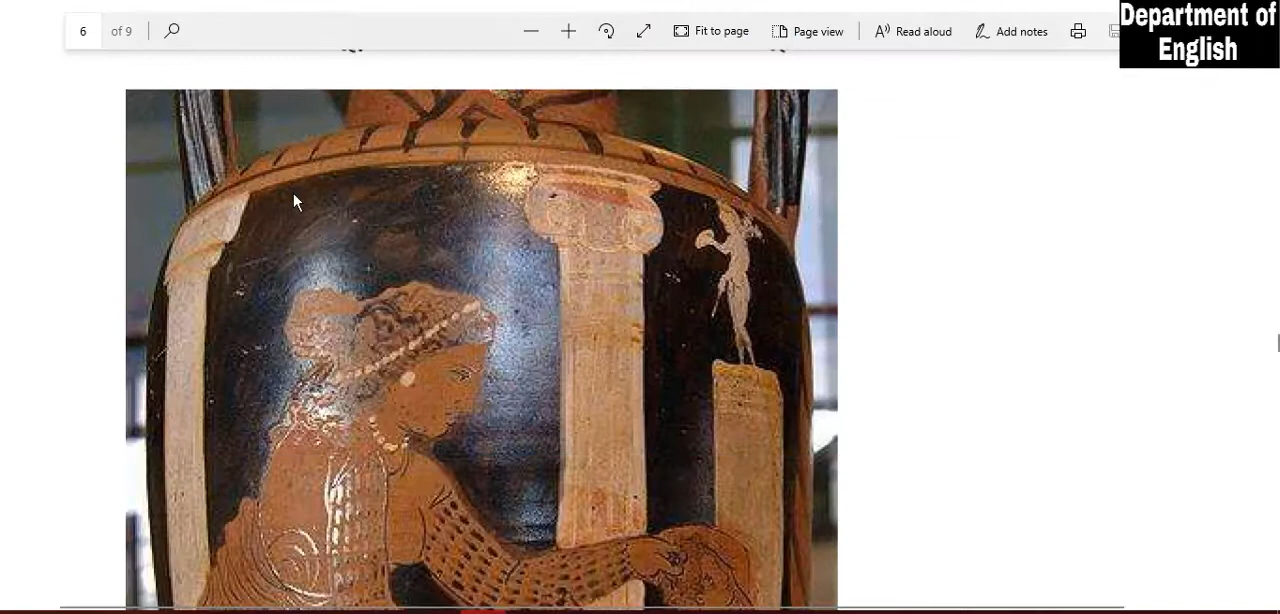 6 of 9 Fit to page Page view Read aloud Add notes
Department of
English